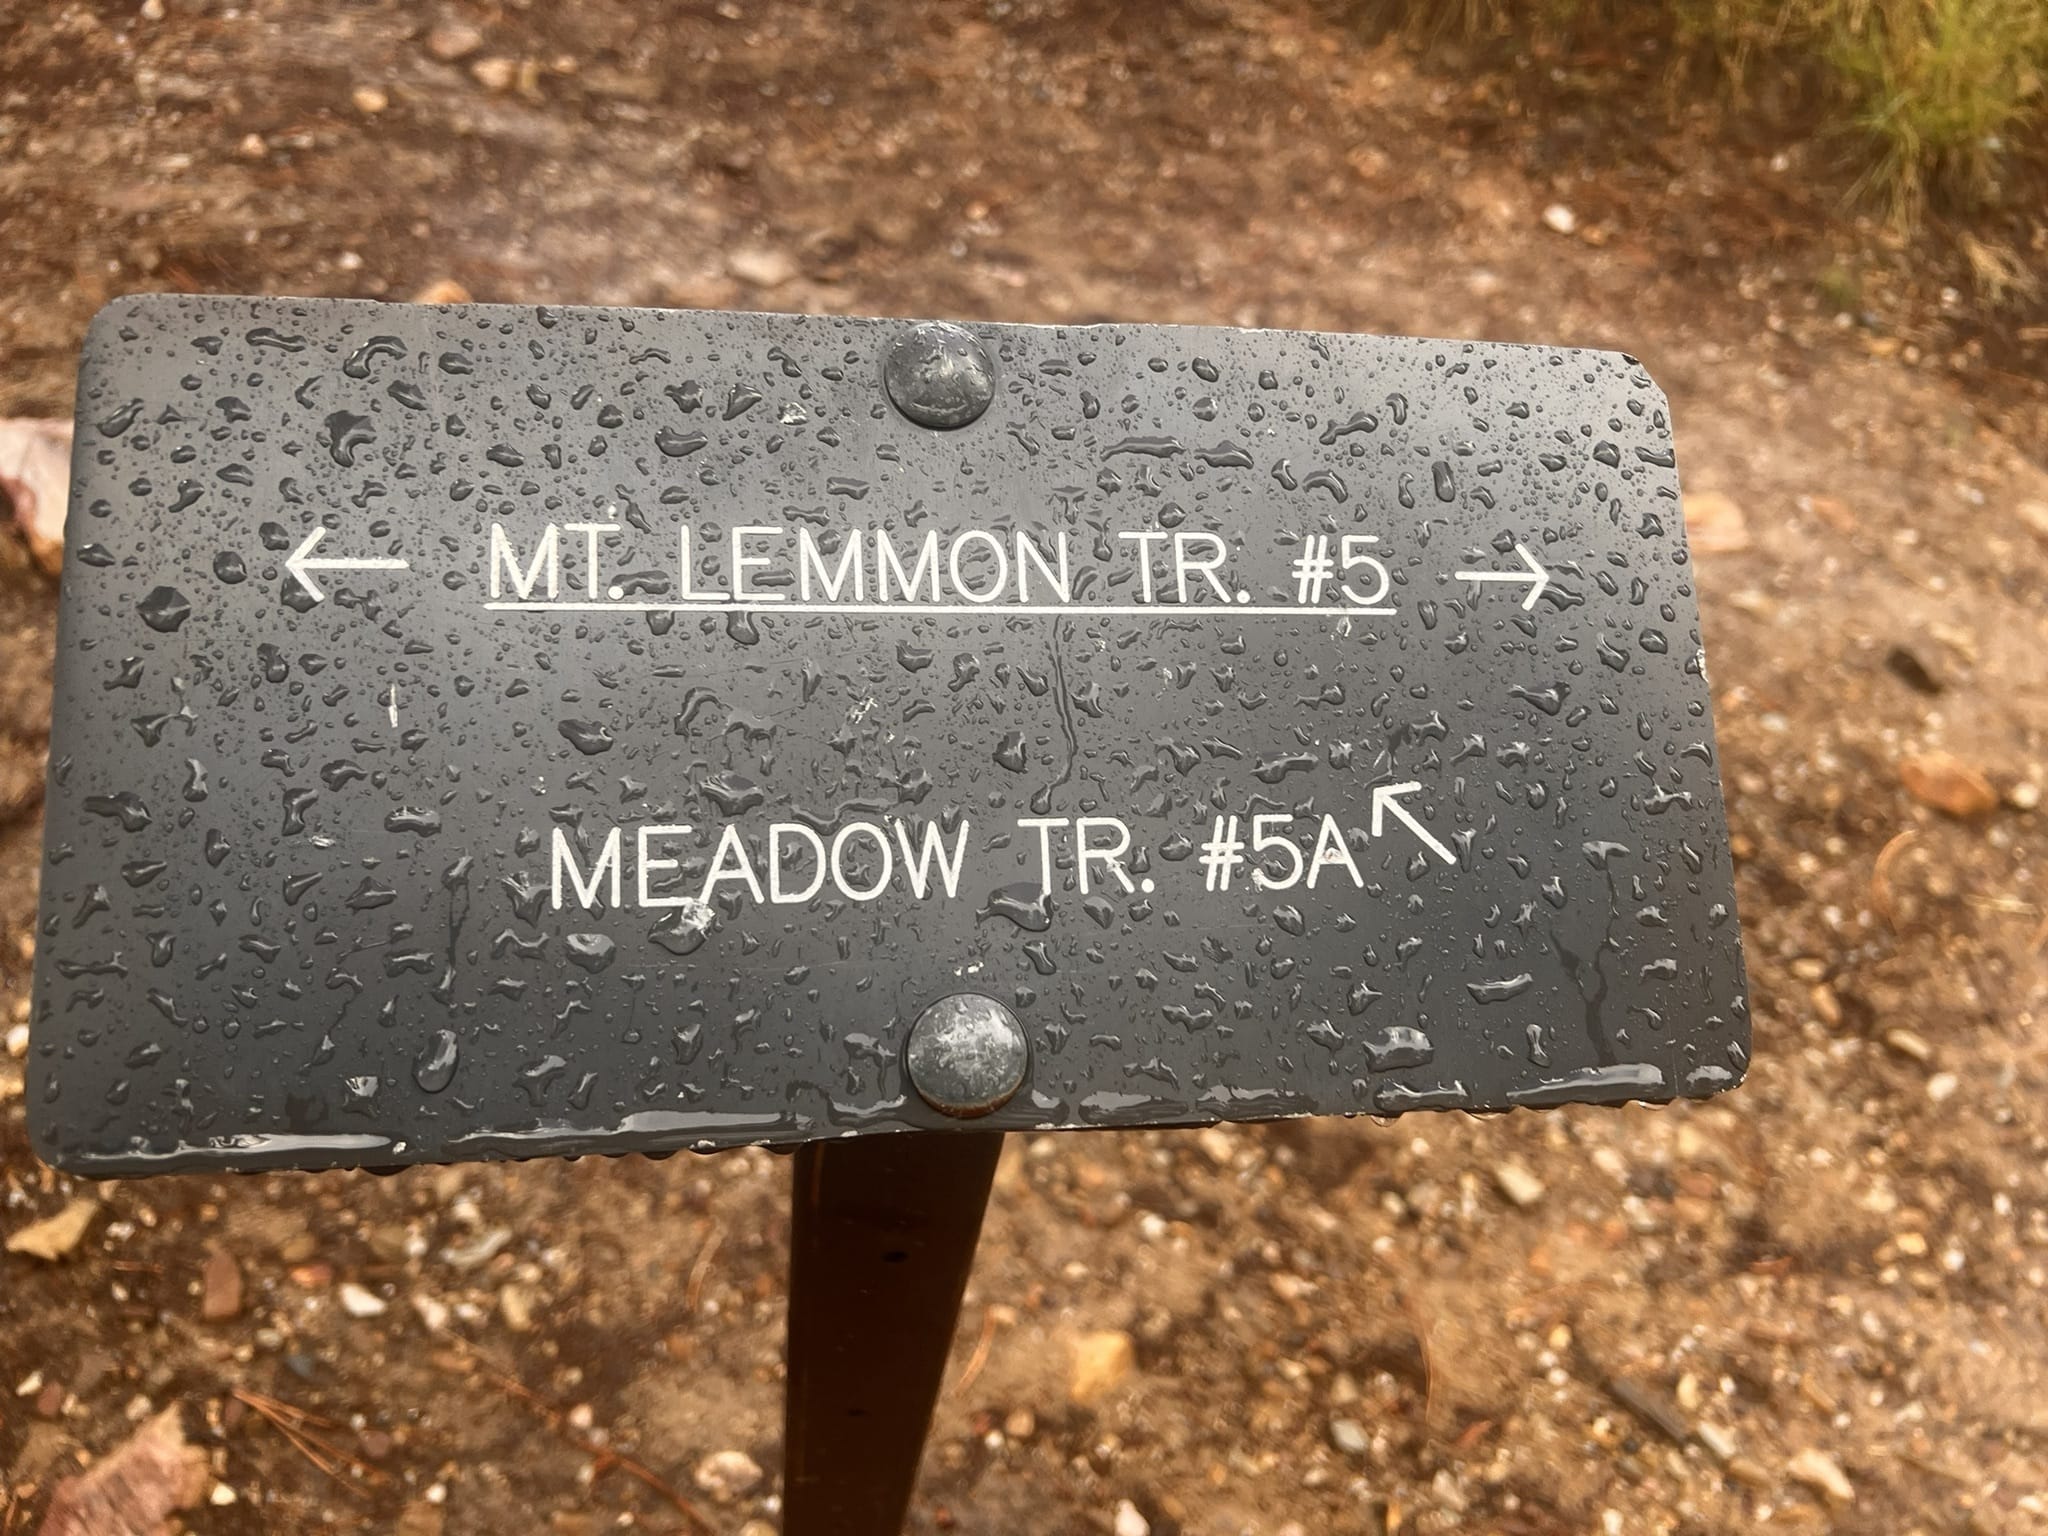 ← MT. LEMMON TR. #5 →
MEADOW TR. #5A ↖